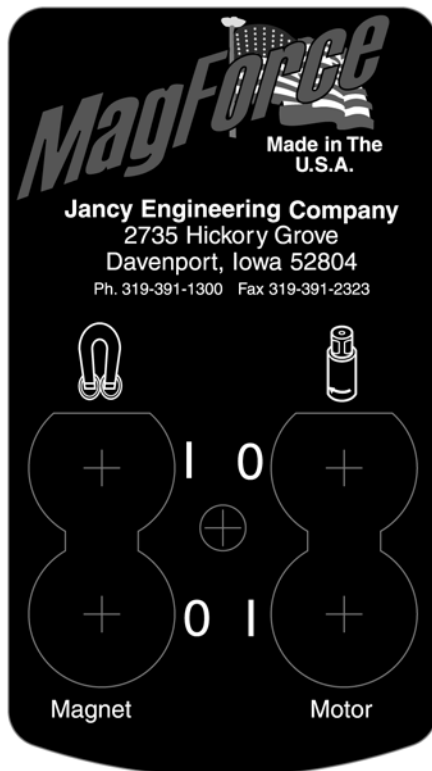 MagForce
Made in The
U.S.A.
Jancy Engineering Company
2735 Hickory Grove
Davenport, Iowa 52804
Ph. 319-391-1300 Fax 319-391-2323
I 0
0 I
Magnet Motor